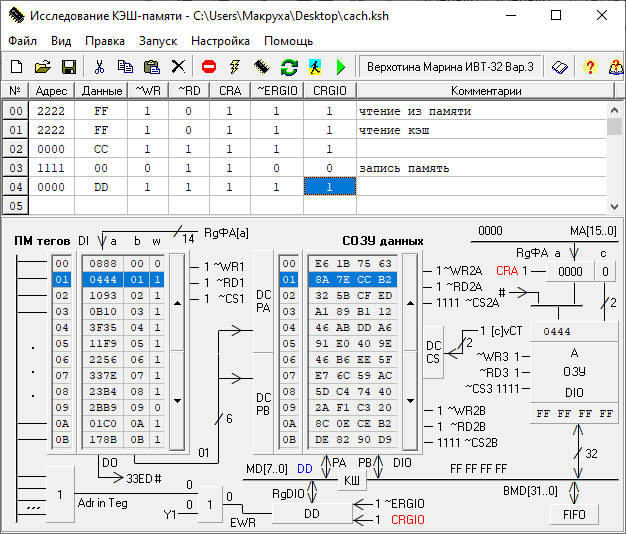 Исследование КЭШ-памяти - C:\Users\Макруха\Desktop\cach.ksh
Файл Вид Правка Запуск Настройка Помощь
Верхотина Марина ИВТ-32 Вар.3
№ Адрес Данные ~WR ~RD CRA ~ERGIO CRGIO Комментарии
00 2222 FF 1 0 1 1 1 чтение из памяти
01 2222 FF 1 0 1 1 1 чтение кэш
02 0000 CC 1 1 1 1 1
03 1111 00 0 1 1 0 0 запись память
04 0000 DD 1 1 1 1 1
05
ПМ тегов DI a b w 14 RgФА[a] СОЗУ данных 0000 MA[15..0]
RgФА a c
CRA 1 0000 0
00 0888 00 0
01 0444 01 1
02 1093 02 1
03 0B10 03 1
04 3F35 04 1
05 11F9 05 1
06 2256 06 1
07 337E 07 1
08 23B4 08 1
09 2BB9 09 0
0A 01C0 0A 1
0B 178B 0B 1
1 ~WR1
1 ~RD1
1 ~CS1
DC PA
DC PB
6
01
00 E6 1B 75 63
01 8A 7E CC B2
02 32 5B CF ED
03 A1 89 B1 12
04 46 AB DD A6
05 91 E0 40 9E
06 46 B6 EE 5F
07 E7 6C 59 AC
08 5D C4 74 40
09 2A F1 C3 20
0A 8C 0E CE B2
0B DE 82 90 D9
1 ~WR2A
1 ~RD2A
1111 ~CS2A
#
2
DC CS
2
1 [c]vCT
0444
~WR3 1
~RD3 1
~CS3 1111
A
ОЗУ
DIO
FF FF FF FF
1 ~WR2B
1 ~RD2B
1111 ~CS2B
32
DO
33ED #
MD[7..0] DD PA PB DIO FF FF FF FF
КШ
RgDIO
BMD[31..0]
1
...
Adr in Teg
0
0
Y1
1
0
EWR
DD
1 ~ERGIO
1 CRGIO
FIFO